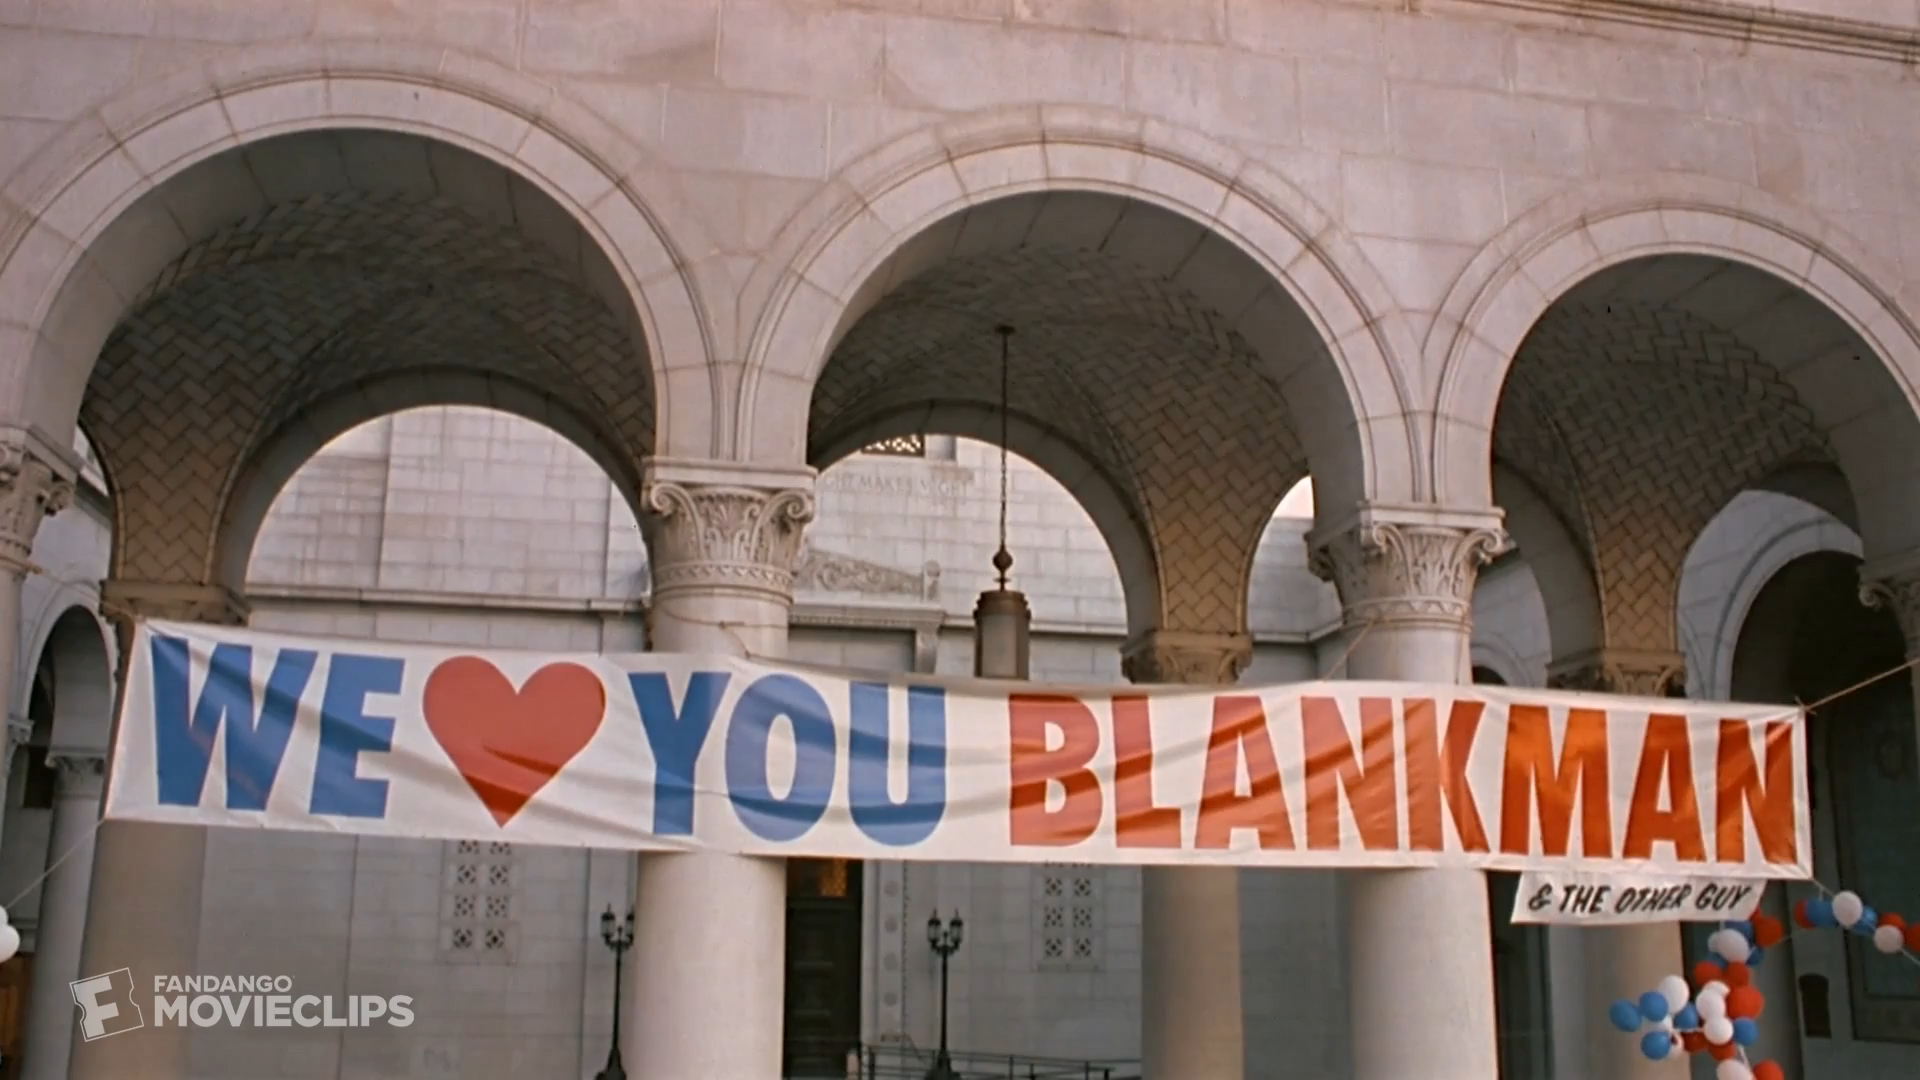 WE ❤ YOU BLANKMAN
& THE OTHER GUY
FANDANGO
MOVIECLIPS